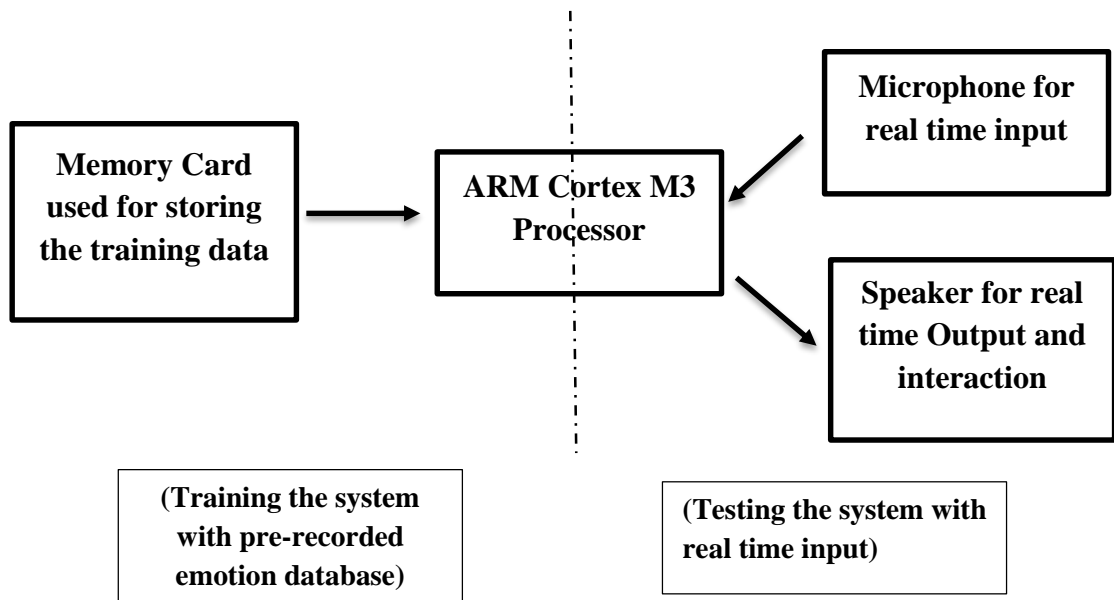 Memory Card
used for storing
the training data
ARM Cortex M3
Processor
Microphone for
real time input
Speaker for real
time Output and
interaction
(Training the system
with pre-recorded
emotion database)
(Testing the system with
real time input)